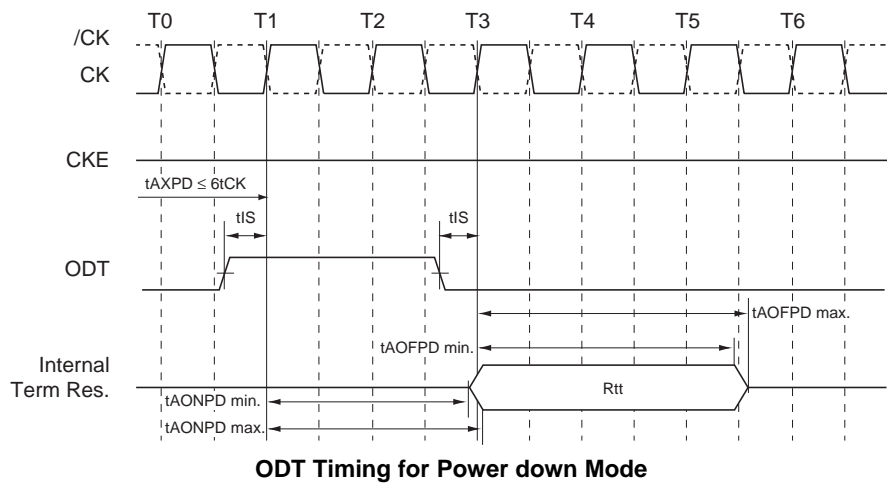 T0 T1 T2 T3 T4 T5 T6
/CK
CK
CKE
tAXPD ≤ 6tCK
tIS tIS
ODT
tAOFPD max.
tAOFPD min.
Internal
Term Res.
Rtt
tAONPD min.
tAONPD max.
ODT Timing for Power down Mode